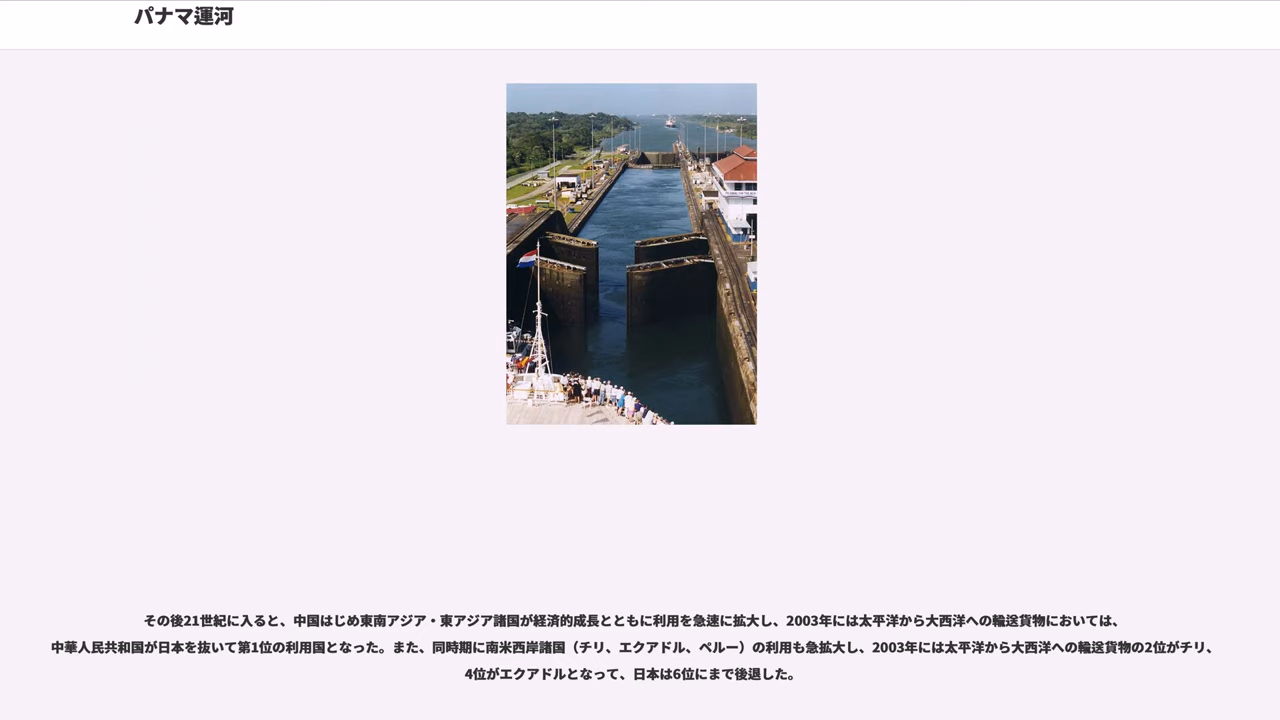 パナマ運河
その後21世紀に入ると、中国はじめ東南アジア・東アジア諸国が経済的成長とともに利用を急速に拡大し、2003年には太平洋から大西洋への輪送貨物においては、
中華人民共和国が日本を抜いて第1位の利用国となった。また、同時期に南米西岸諸国（チリ、エクアドル、ペルー）の利用も急拡大し、2003年には太平洋から大西洋への輪送貨物の2位がチリ、
4位がエクアドルとなって、日本は6位にまで後退した。